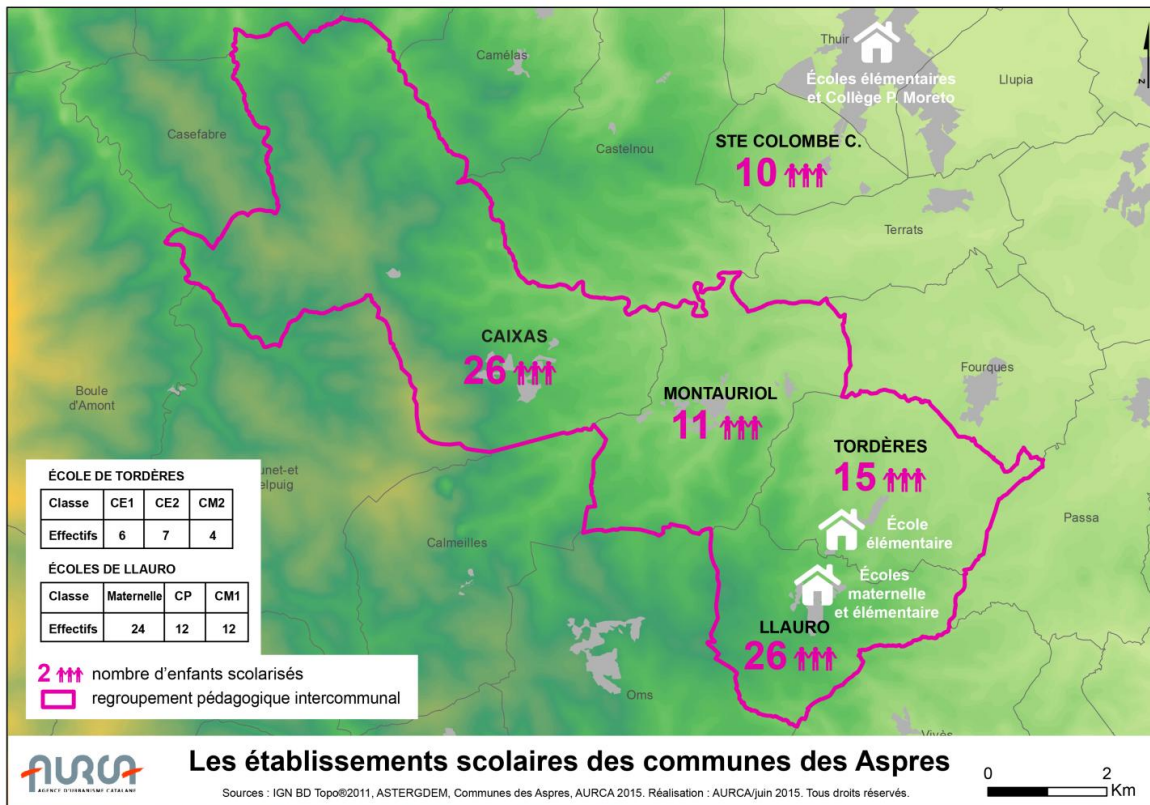 Thuir
Écoles élémentaires
et Collège P. Moreto
Llupia
N
Camélas
Casefabre
Castelnou
STE COLOMBE C.
10
Terrats
CAIXAS
26
Fourques
Boule
d'Amont
MONTAURIOL
11
TORDÈRES
15
Passa
École
élémentaire
Calmeilles
Écoles
maternelle
et élémentaire
LLAURO
26
Oms
Vivès
unet-et
elpuig
ÉCOLE DE TORDÈRES
Classe CE1 CE2 CM2
Effectifs 6 7 4
ÉCOLES DE LLAURO
Classe Maternelle CP CM1
Effectifs 24 12 12
2 nombre d'enfants scolarisés
regroupement pédagogique intercommunal
AURCA
AGENCE D'URBANISME CATALANE
Les établissements scolaires des communes des Aspres
Sources : IGN BD Topo®2011, ASTERGDEM, Communes des Aspres, AURCA 2015. Réalisation : AURCA/juin 2015. Tous droits réservés.
0 2
Km